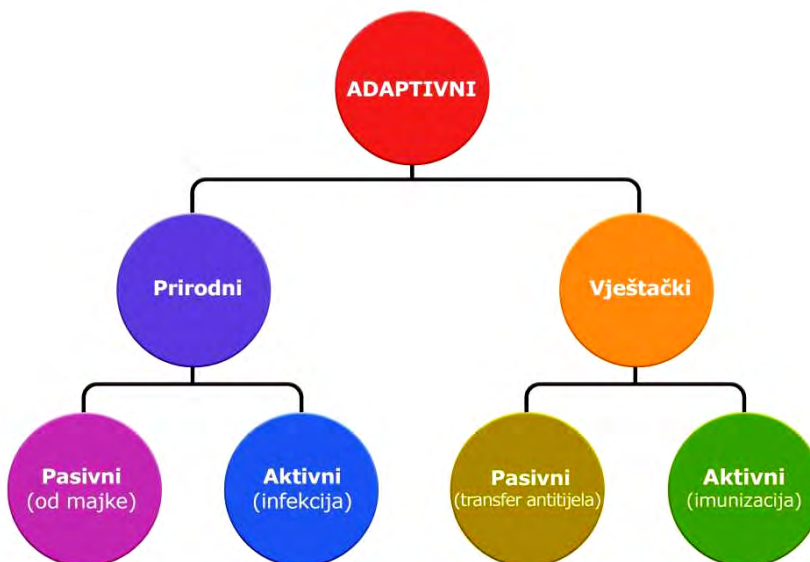 ADAPTIVNI
Prirodni
Vještački
Pasivni
(od majke)
Aktivni
(infekcija)
Pasivni
(transfer antitijela)
Aktivni
(imunizacija)